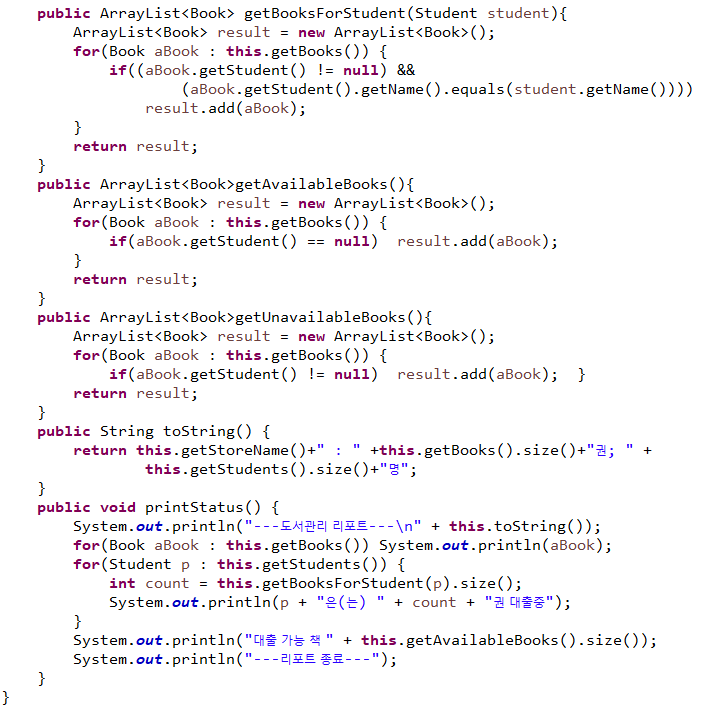 public ArrayList<Book> getBooksForStudent(Student student){
        ArrayList<Book> result = new ArrayList<Book>();
        for(Book aBook : this.getBooks()) {
            if((aBook.getStudent() != null) &&
                    (aBook.getStudent().getName().equals(student.getName())))
                result.add(aBook);
        }
        return result;
    }
    public ArrayList<Book>getAvailableBooks(){
        ArrayList<Book> result = new ArrayList<Book>();
        for(Book aBook : this.getBooks()) {
            if(aBook.getStudent() == null)  result.add(aBook);
        }
        return result;
    }
    public ArrayList<Book>getUnavailableBooks(){
        ArrayList<Book> result = new ArrayList<Book>();
        for(Book aBook : this.getBooks()) {
            if(aBook.getStudent() != null)  result.add(aBook);  }
        return result;
    }
    public String toString() {
        return this.getStoreName()+" : " +this.getBooks().size()+"권; " +
                this.getStudents().size()+"명";
    }
    public void printStatus() {
        System.out.println("---도서관리 리포트---\n" + this.toString());
        for(Book aBook : this.getBooks()) System.out.println(aBook);
        for(Student p : this.getStudents()) {
            int count = this.getBooksForStudent(p).size();
            System.out.println(p + "은(는) " + count + "권 대출중");
        }
        System.out.println("대출 가능 책 " + this.getAvailableBooks().size());
        System.out.println("---리포트 종료---");
    }
}